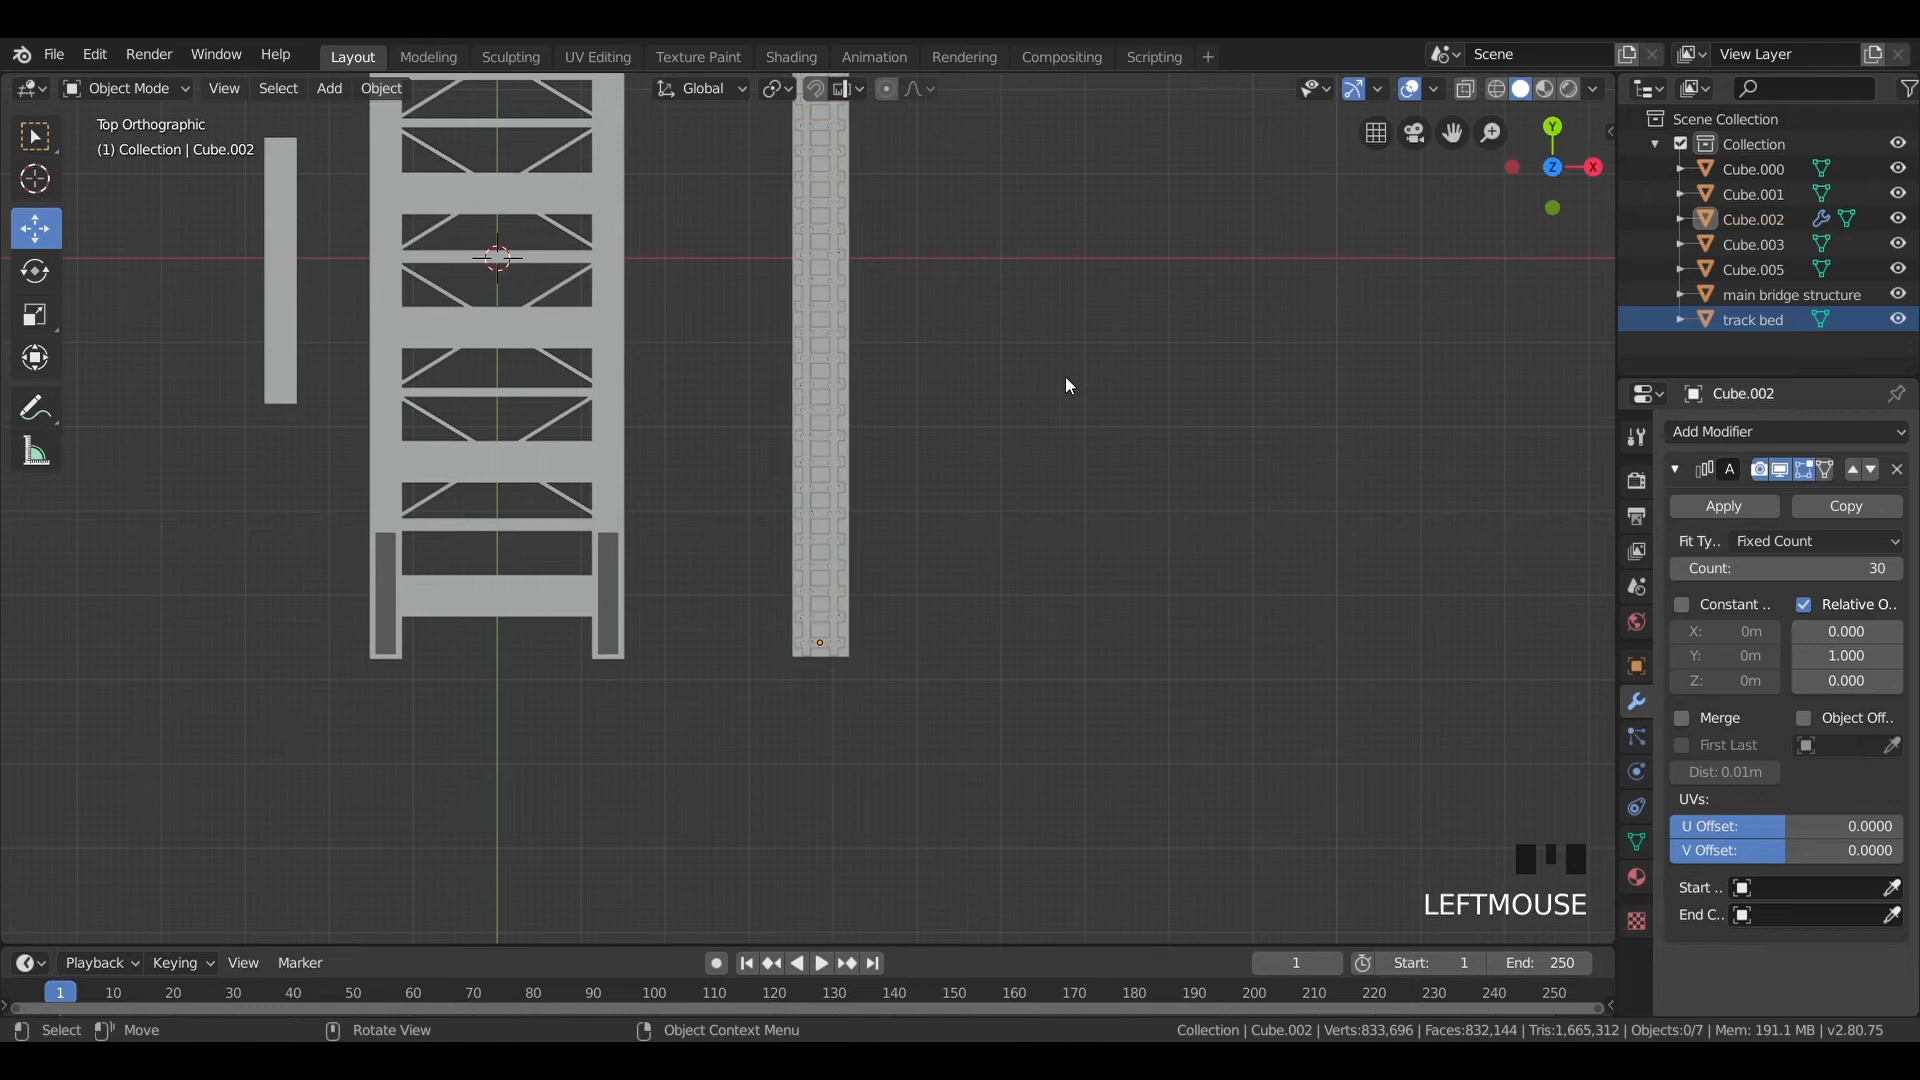 File Edit Render Window Help Layout Modeling Sculpting UV Editing Texture Paint Shading Animation Rendering Compositing Scripting + Scene View Layer
Object Mode View Select Add Object Global
Top Orthographic
(1) Collection | Cube.002
Y
Z
X
Scene Collection
Collection
Cube.000
Cube.001
Cube.002
Cube.003
Cube.005
main bridge structure
track bed
Cube.002
Add Modifier
A
Apply Copy
Fit Ty.. Fixed Count
Count: 30
Constant .. Relative O..
X: 0m 0.000
Y: 0m 1.000
Z: 0m 0.000
Merge Object Off..
First Last
Dist: 0.01m
UVs:
U Offset: 0.0000
V Offset: 0.0000
Start ..
End C..
LEFTMOUSE
Playback Keying View Marker 1 Start: 1 End: 250
1 10 20 30 40 50 60 70 80 90 100 110 120 130 140 150 160 170 180 190 200 210 220 230 240 250
Select Move Rotate View Object Context Menu Collection | Cube.002 | Verts:833,696 | Faces:832,144 | Tris:1,665,312 | Objects:0/7 | Mem: 191.1 MB | v2.80.75